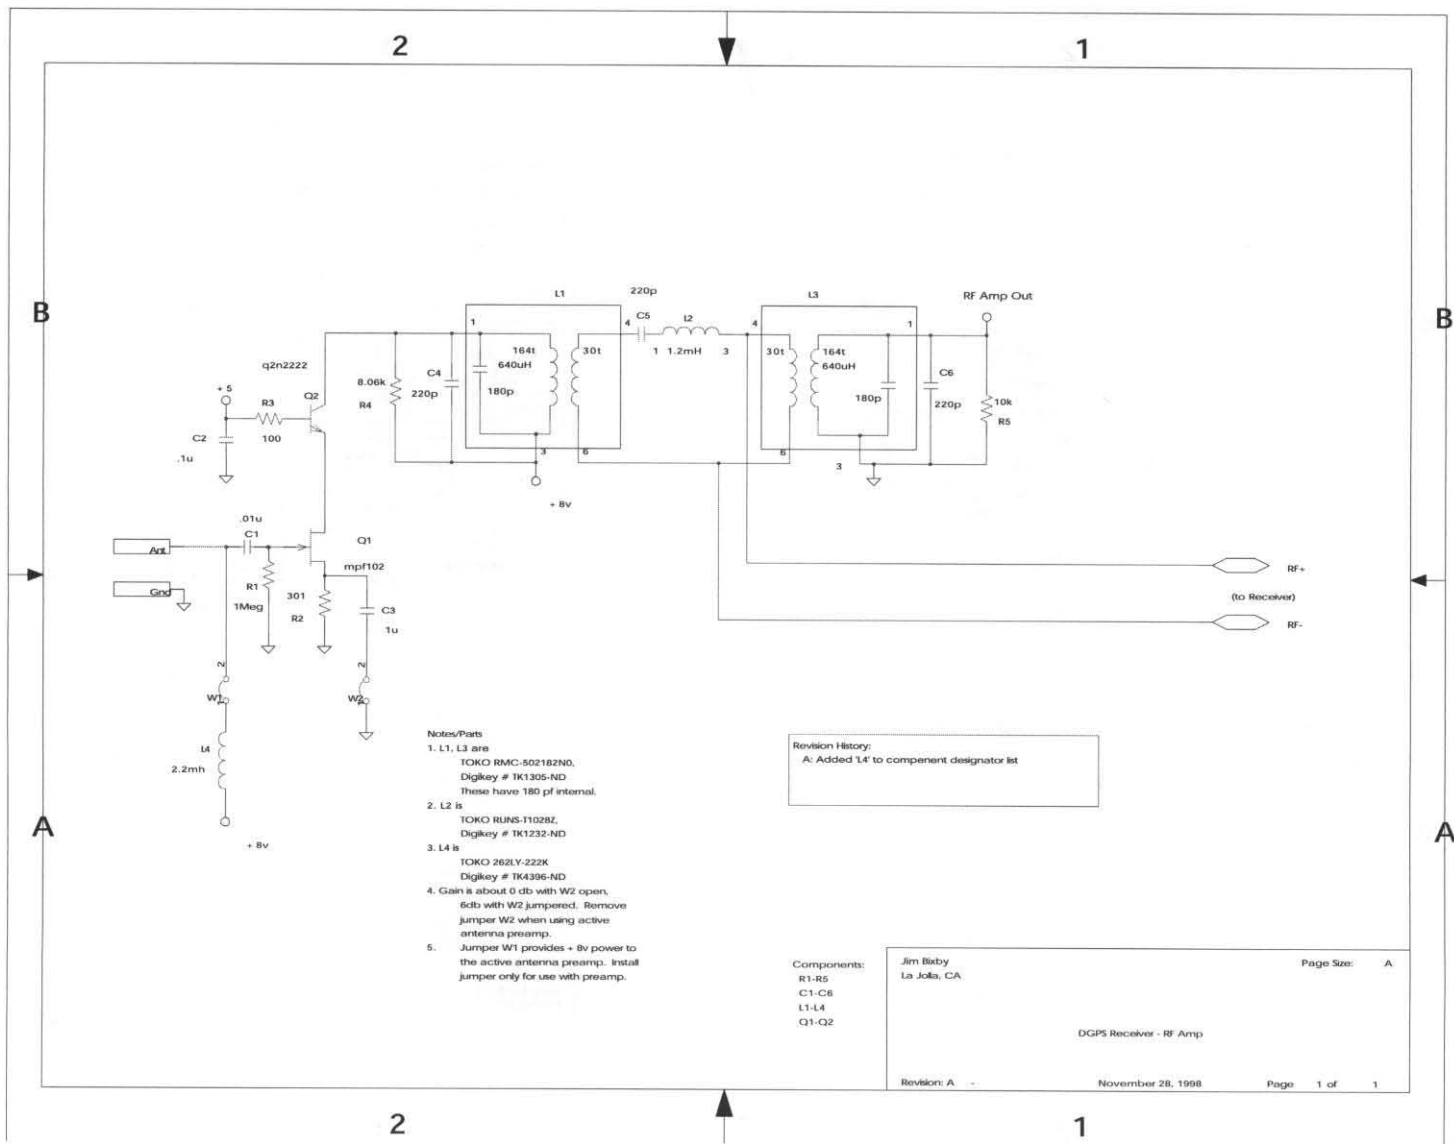 2
1
B
B
A
A
2
1
L1
220p
C5
L2
L3
RF Amp Out
1
4
1 1.2mH 3
4
1
164t
640uH
30t
30t
164t
640uH
180p
180p
q2n2222
Q2
+ 5
R3
100
C2
.1u
8.06k
R4
C4
220p
C6
220p
10k
R5
3
6
6
3
+ 8v
.01u
C1
Ant
Gnd
Q1
mpf102
R1
1Meg
301
R2
C3
1u
RF+
(to Receiver)
RF-
2
W1
1
2
W2
1
L4
2.2mh
+ 8v
Notes/Parts
1. L1, L3 are
TOKO RMC-502182N0,
Digikey # TK1305-ND
These have 180 pf internal.
2. L2 is
TOKO RUNS-T1028Z,
Digikey # TK1232-ND
3. L4 is
TOKO 262LY-222K
Digikey # TK4396-ND
4. Gain is about 0 db with W2 open,
6db with W2 jumpered. Remove
jumper W2 when using active
antenna preamp.
5. Jumper W1 provides + 8v power to
the active antenna preamp. Install
jumper only for use with preamp.
Revision History:
A: Added 'L4' to compenent designator list
Components:
R1-R5
C1-C6
L1-L4
Q1-Q2
Jim Bixby
La Jolla, CA
Page Size: A
DGPS Receiver - RF Amp
Revision: A -
November 28, 1998
Page 1 of 1